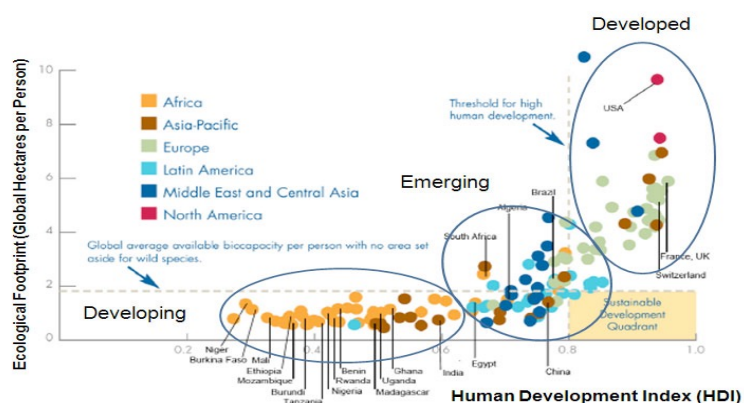 Developed
Ecological Footprint (Global Hectares per Person)
10
8
6
4
2
0
Africa
Asia-Pacific
Europe
Latin America
Middle East and Central Asia
North America
Threshold for high
human development.
USA
Emerging
Brazil
Algeria
South Africa
Global average available biocapacity per person with no area set
aside for wild species.
France, UK
Switzerland
Developing
Sustainable
Development
Quadrant
0.2
0.4
0.6
0.8
1.0
Niger
Burkina Faso
Mali
Ethiopia
Mozambique
Burundi
Tanzania
Benin
Rwanda
Nigeria
Ghana
Uganda
Madagascar
India
Egypt
China
Human Development Index (HDI)